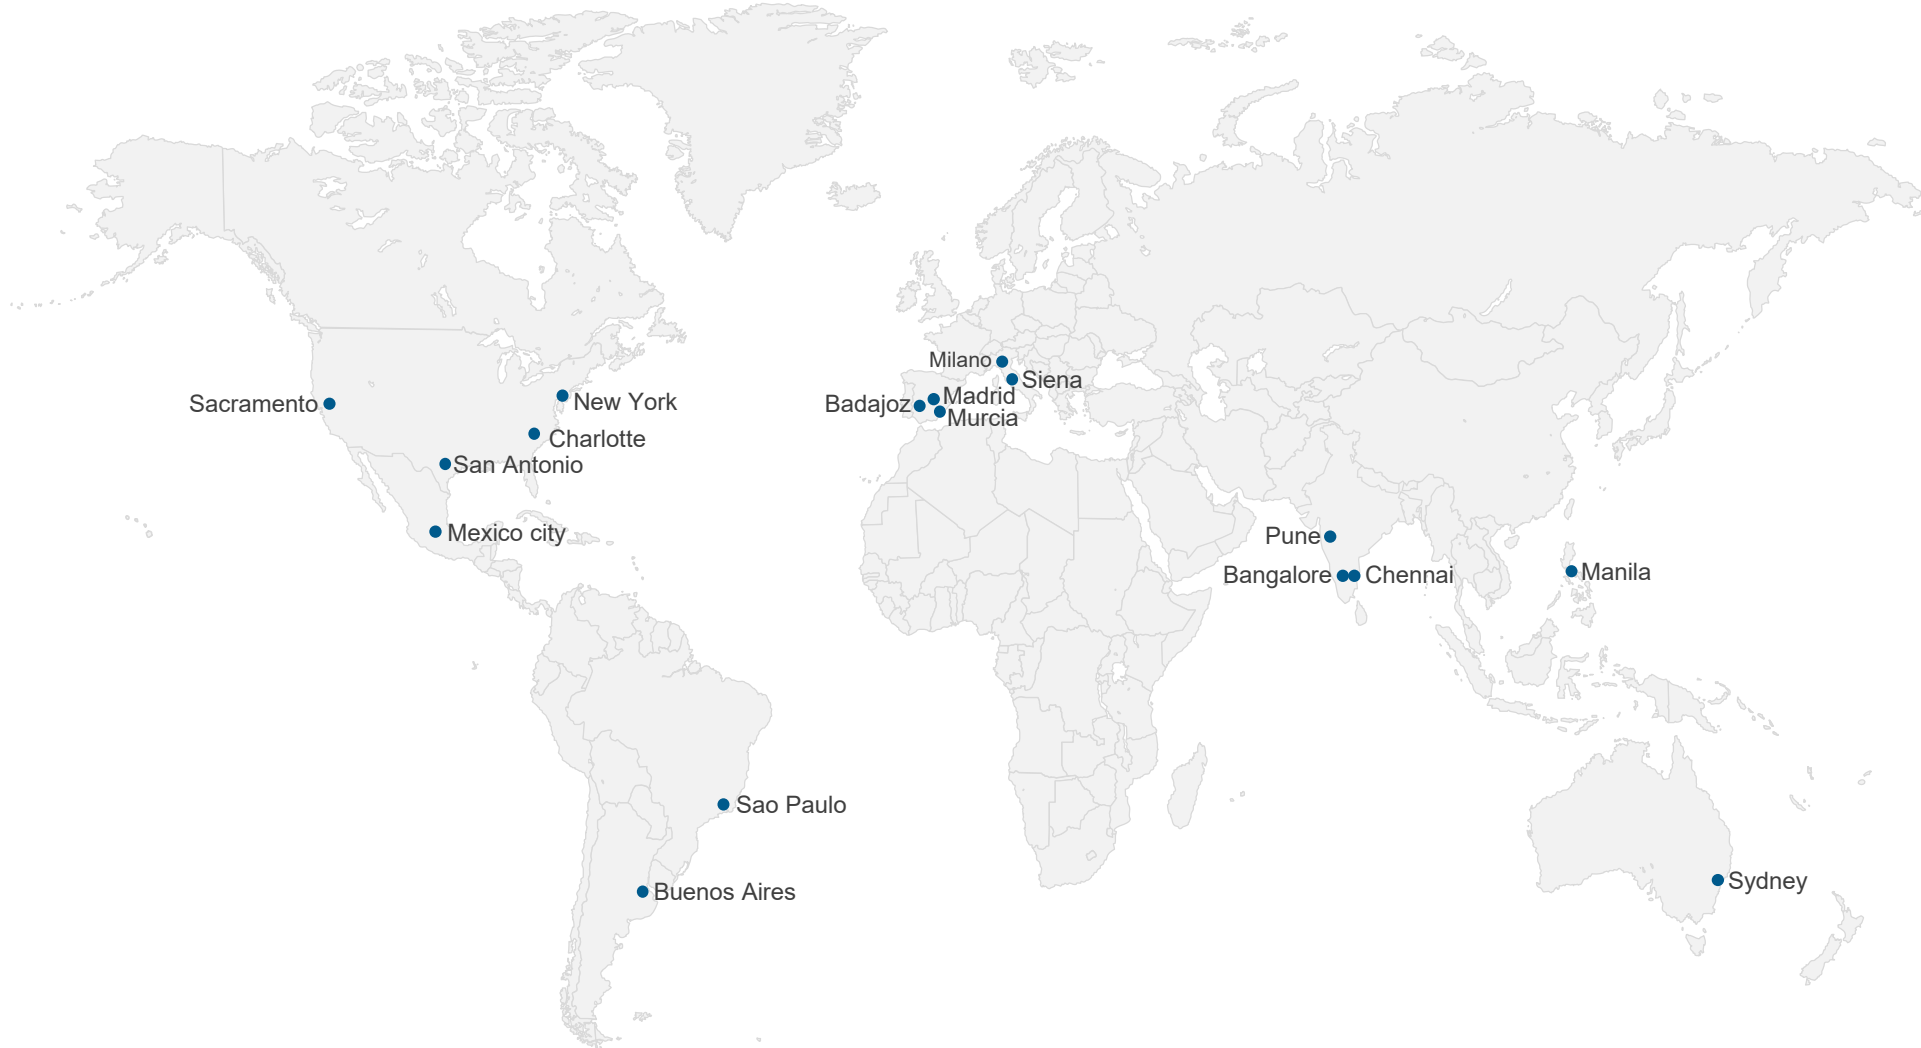 Milano
Siena
Sacramento
New York
Badajoz
Madrid
Murcia
Charlotte
San Antonio
Mexico city
Pune
Bangalore
Chennai
Manila
Sao Paulo
Buenos Aires
Sydney